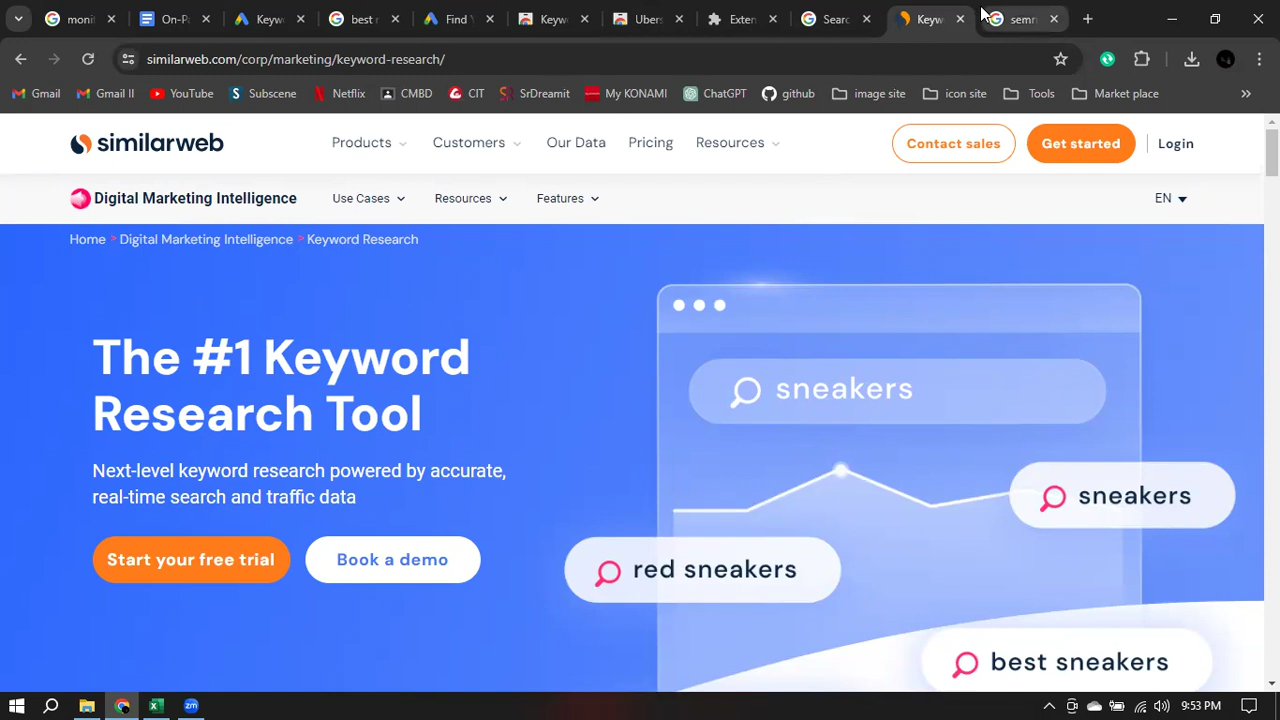 monit
On-Pa
Keyw
best r
Find
Keyw
Ubers
Exten
Searc
Keyw
semr
similarweb.com/corp/marketing/keyword-research/
Gmail
Gmail II
YouTube
Subscene
Netflix
CMBD
CIT
SrDreamit
My KONAMI
ChatGPT
github
image site
icon site
Tools
Market place
similarweb
Products
Customers
Our Data
Pricing
Resources
Contact sales
Get started
Login
Digital Marketing Intelligence
Use Cases
Resources
Features
EN
Home > Digital Marketing Intelligence > Keyword Research
The #1 Keyword
Research Tool
Next-level keyword research powered by accurate,
real-time search and traffic data
Start your free trial
Book a demo
sneakers
sneakers
red sneakers
best sneakers
9:53 PM